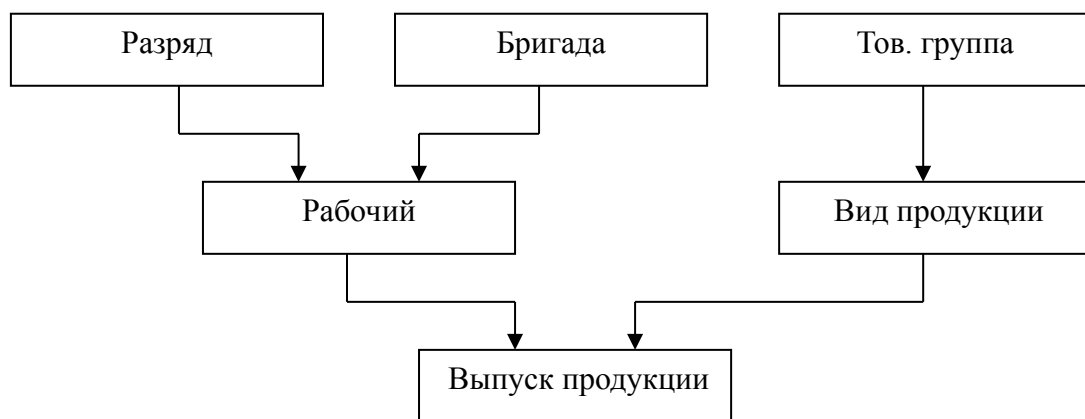 Разряд
Бригада
Тов. группа
Рабочий
Вид продукции
Выпуск продукции